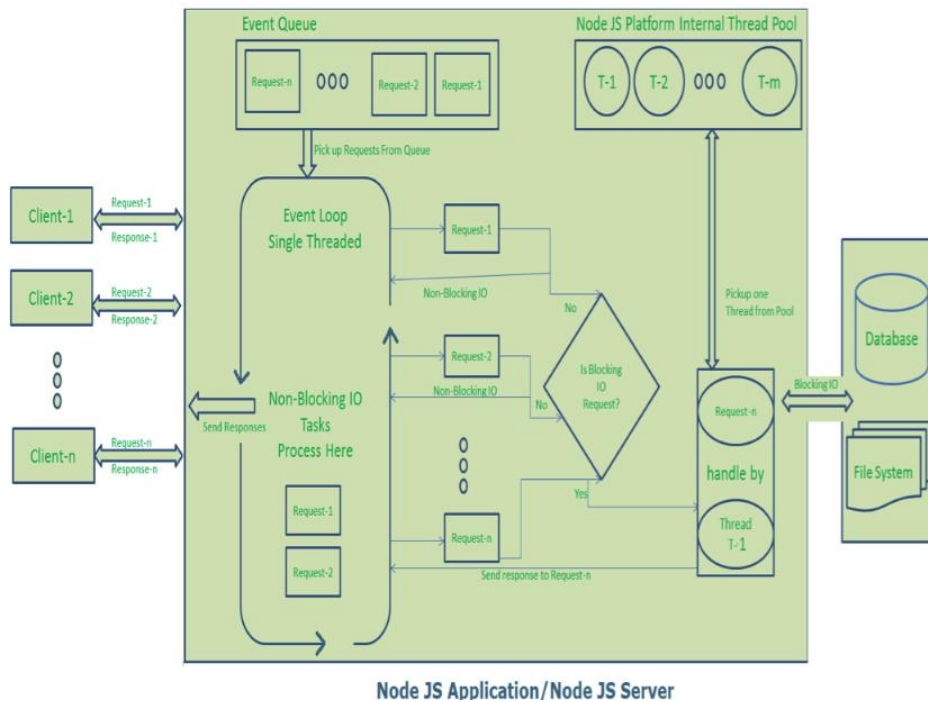 Event Queue
Node JS Platform Internal Thread Pool
Request-n
Request-2
Request-1
T-1
T-2
T-m
Pick up Requests From Queue
Client-1
Request-1
Response-1
Event Loop
Single Threaded
Request-1
Non-Blocking IO
No
Pickup one
Thread from Pool
Client-2
Request-2
Response-2
Request-2
Non-Blocking IO
No
Is Blocking
IO
Request?
Database
Blocking IO
Non-Blocking IO
Tasks
Process Here
Send Responses
Request-n
handle by
Thread
T-1
Client-n
Request-n
Response-n
File System
Yes
Request-1
Request-2
Request-n
Send response to Request-n
Node JS Application/Node JS Server